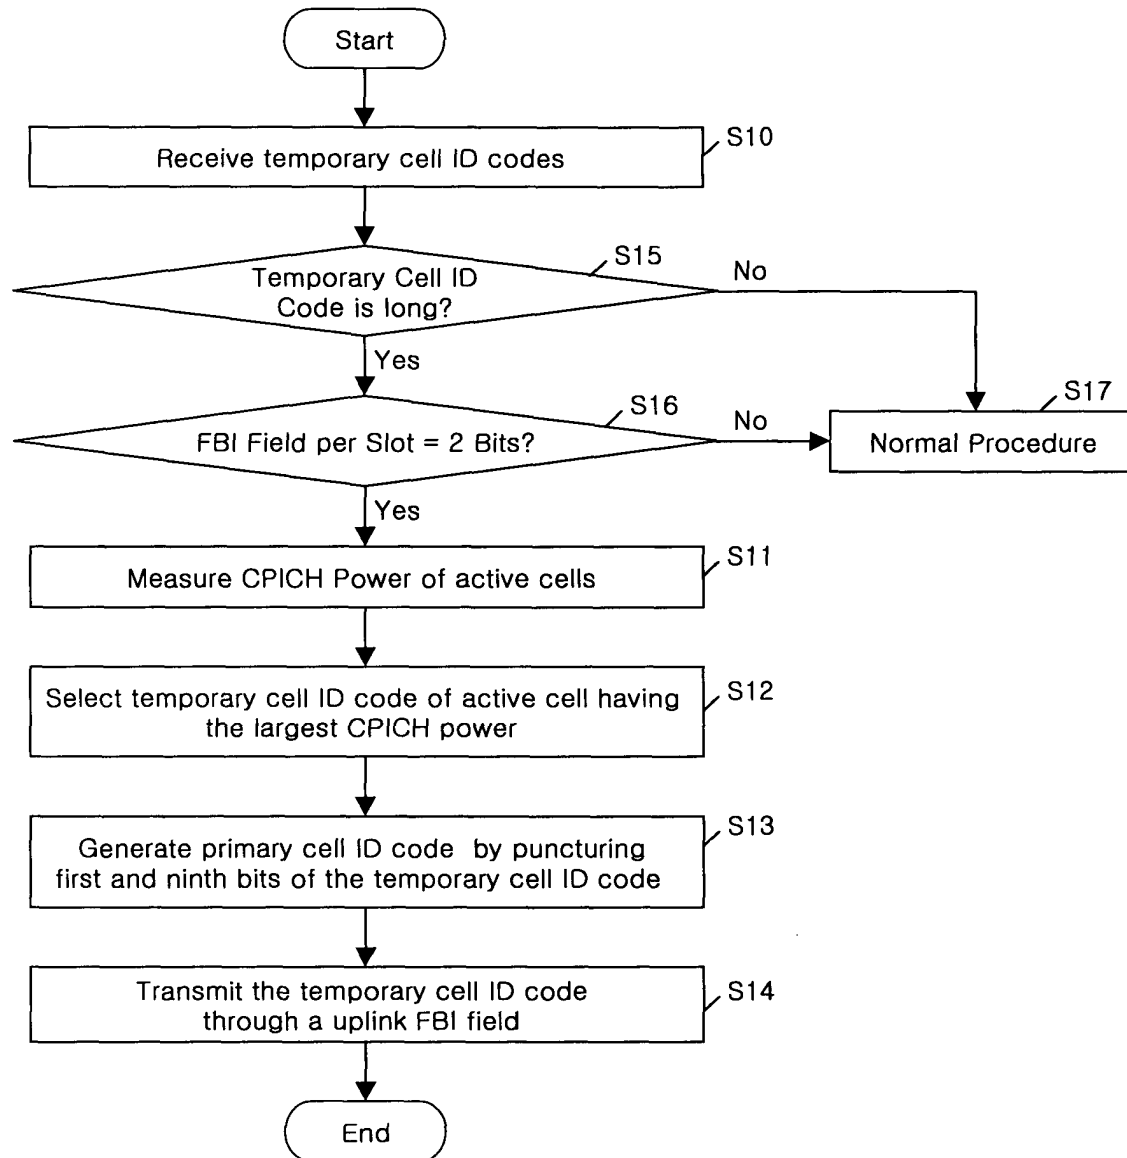 Start
S10
Receive temporary cell ID codes
S15
Temporary Cell ID
Code is long?
No
Yes
S16
FBI Field per Slot = 2 Bits?
No
S17
Normal Procedure
Yes
S11
Measure CPICH Power of active cells
S12
Select temporary cell ID code of active cell having
the largest CPICH power
S13
Generate primary cell ID code by puncturing
first and ninth bits of the temporary cell ID code
S14
Transmit the temporary cell ID code
through a uplink FBI field
End